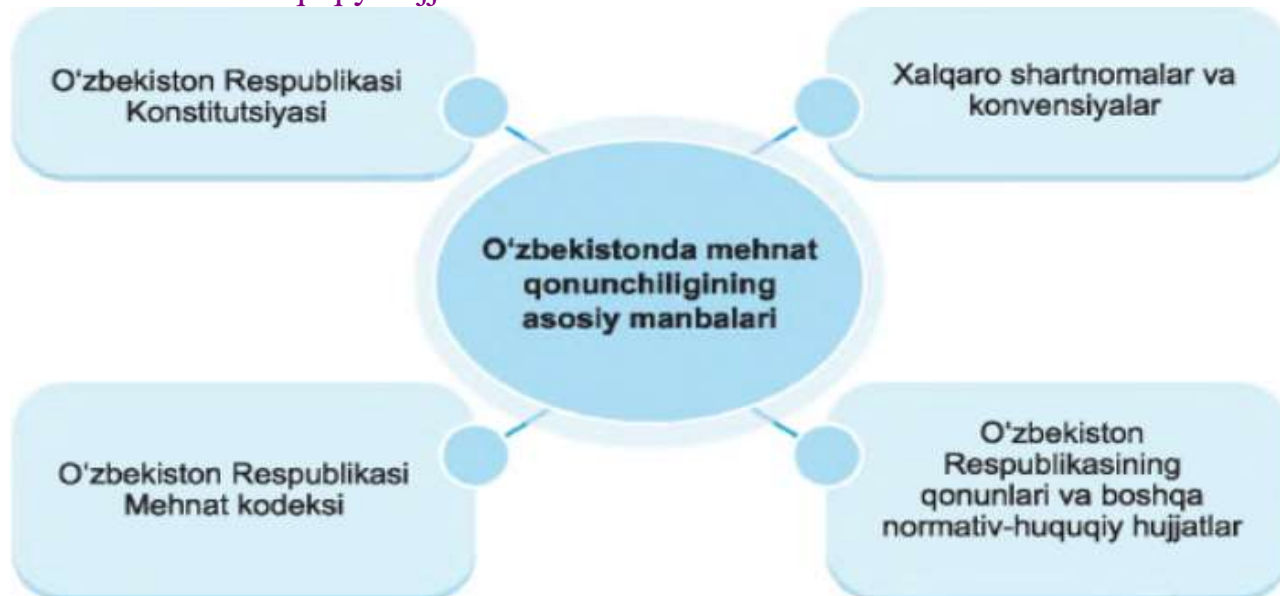 O‘zbekiston Respublikasi
Konstitutsiyasi
Xalqaro shartnomalar va
konvensiyalar
O‘zbekistonda mehnat
qonunchiligining
asosiy manbalari
O‘zbekiston Respublikasi
Mehnat kodeksi
O‘zbekiston
Respublikasining
qonunlari va boshqa
normativ-huquqiy hujjatlar